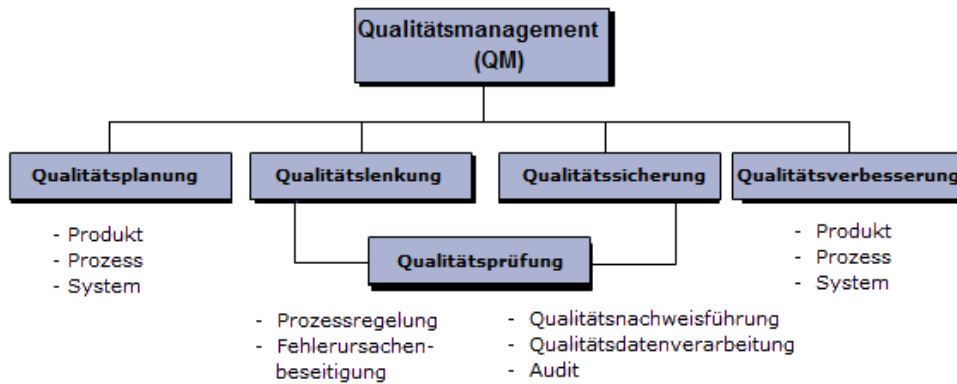 Qualitätsmanagement
(QM)
Qualitätsplanung
Qualitätslenkung
Qualitätssicherung
Qualitätsverbesserung
- Produkt
- Prozess
- System
Qualitätsprüfung
- Produkt
- Prozess
- System
- Prozessregelung
- Fehlerursachen-
beseitigung
- Qualitätsnachweisführung
- Qualitätsdatenverarbeitung
- Audit